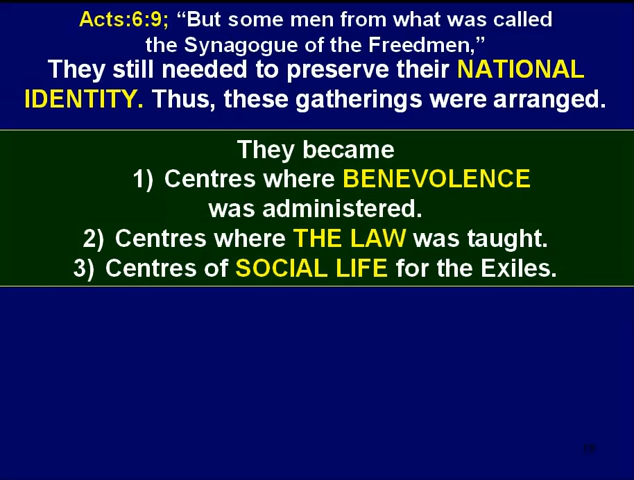 Acts:6:9; “But some men from what was called
the Synagogue of the Freedmen,”
They still needed to preserve their NATIONAL
IDENTITY. Thus, these gatherings were arranged.
They became
1) Centres where BENEVOLENCE
was administered.
2) Centres where THE LAW was taught.
3) Centres of SOCIAL LIFE for the Exiles.